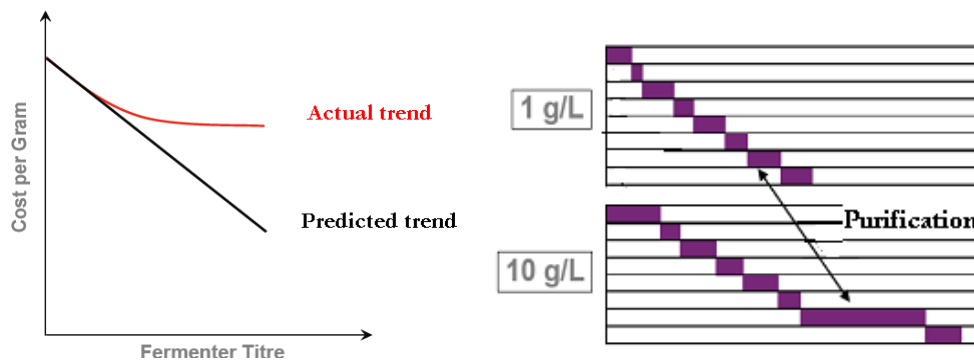 Cost per Gram
Actual trend
Predicted trend
Fermenter Titre
1 g/L
10 g/L
Purification